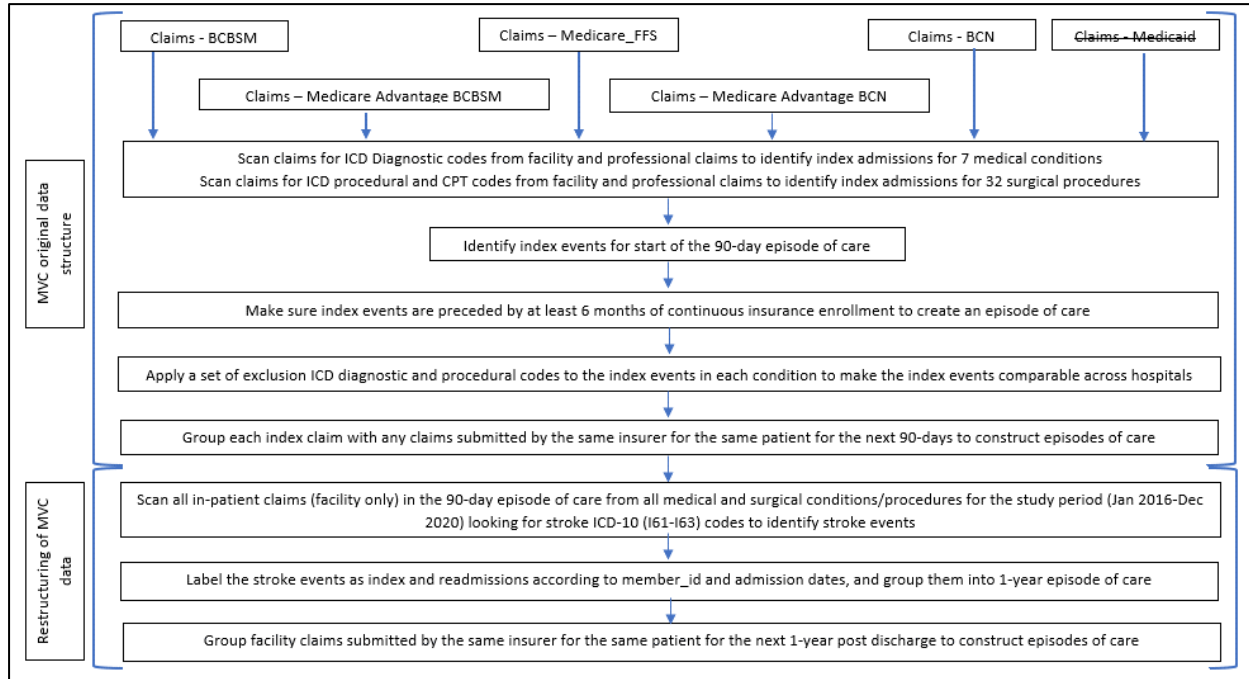 Claims - BCBSM
Claims – Medicare_FFS
Claims - BCN
Claims - Medicaid
Claims – Medicare Advantage BCBSM
Claims – Medicare Advantage BCN
MVC original data
structure
Scan claims for ICD Diagnostic codes from facility and professional claims to identify index admissions for 7 medical conditions
Scan claims for ICD procedural and CPT codes from facility and professional claims to identify index admissions for 32 surgical procedures
Identify index events for start of the 90-day episode of care
Make sure index events are preceded by at least 6 months of continuous insurance enrollment to create an episode of care
Apply a set of exclusion ICD diagnostic and procedural codes to the index events in each condition to make the index events comparable across hospitals
Group each index claim with any claims submitted by the same insurer for the same patient for the next 90-days to construct episodes of care
Restructuring of MVC
data
Scan all in-patient claims (facility only) in the 90-day episode of care from all medical and surgical conditions/procedures for the study period (Jan 2016-Dec
2020) looking for stroke ICD-10 (I61-I63) codes to identify stroke events
Label the stroke events as index and readmissions according to member_id and admission dates, and group them into 1-year episode of care
Group facility claims submitted by the same insurer for the same patient for the next 1-year post discharge to construct episodes of care